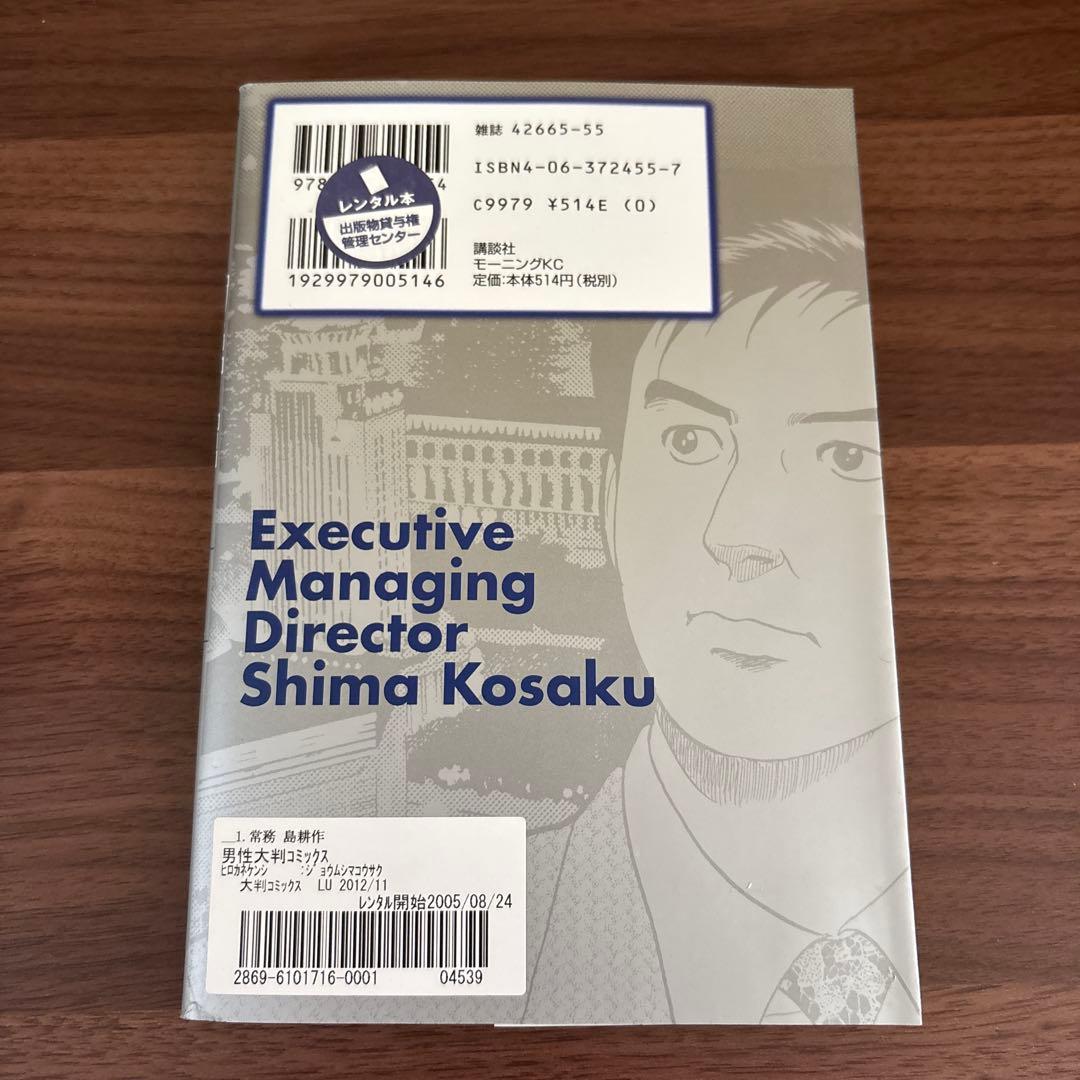 雑誌 42665-55
ISBN4-06-372455-7
C9979 ¥514E (0)
978
4
レンタル本
出版物貸与権
管理センター
1929979005146
講談社
モーニングKC
定価:本体514円(税別)
Executive
Managing
Director
Shima Kosaku
__1.常務 島耕作
男性大判コミックス
ヒロカネケンシ :ジョウムシマコウサク
大判コミックス LU 2012/11
レンタル開始2005/08/24
2869-6101716-0001 04539